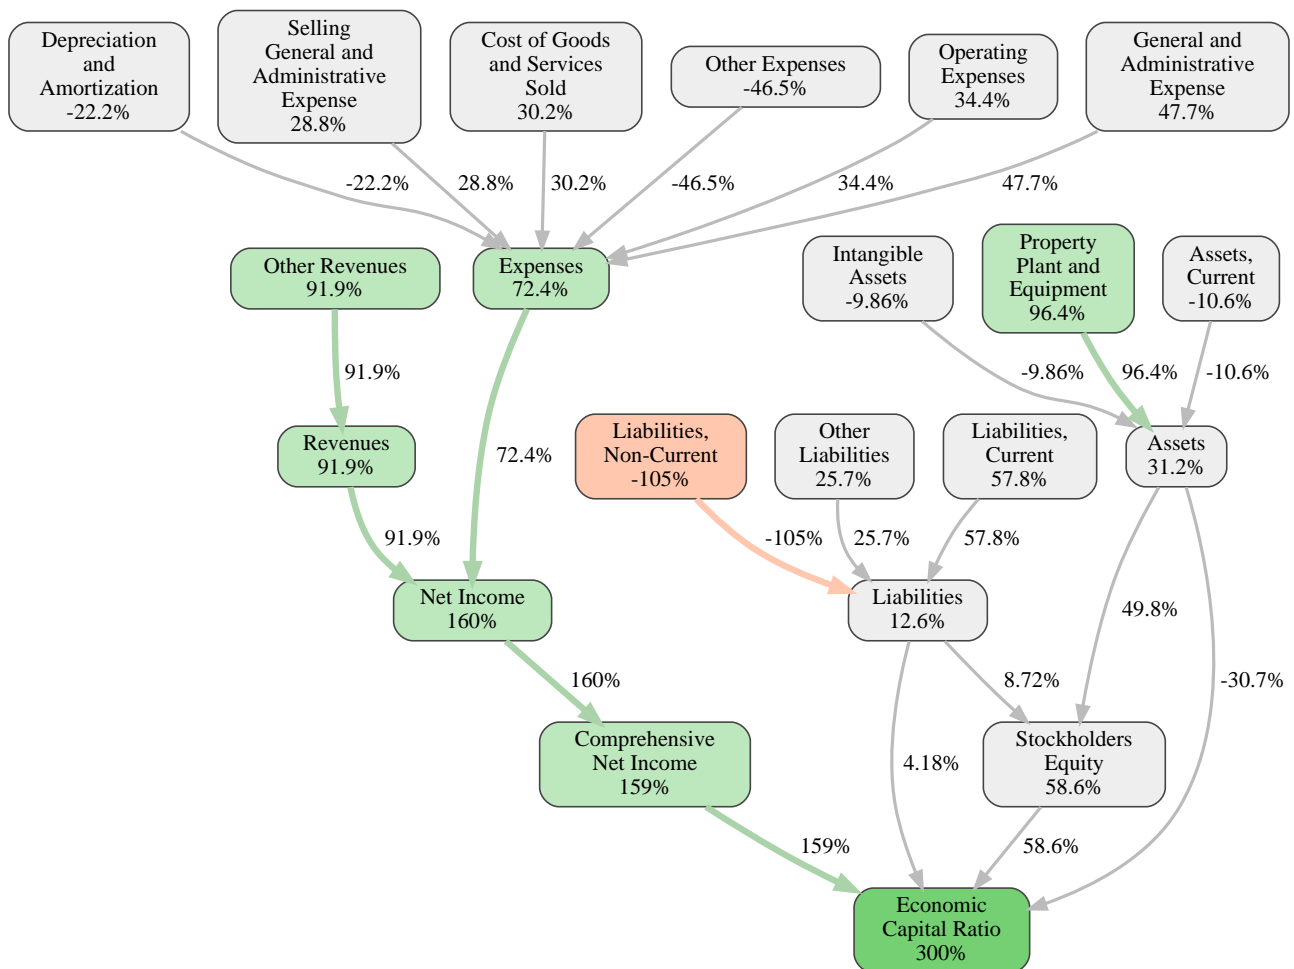 Depreciation
and
Amortization
-22.2%
Selling
General and
Administrative
Expense
28.8%
Cost of Goods
and Services
Sold
30.2%
Other Expenses
-46.5%
Operating
Expenses
34.4%
General and
Administrative
Expense
47.7%
-22.2%
28.8%
30.2%
-46.5%
34.4%
47.7%
Other Revenues
91.9%
Expenses
72.4%
Intangible
Assets
-9.86%
Property
Plant and
Equipment
96.4%
Assets,
Current
-10.6%
91.9%
-9.86%
96.4%
-10.6%
Revenues
91.9%
72.4%
Liabilities,
Non-Current
-105%
Other
Liabilities
25.7%
Liabilities,
Current
57.8%
Assets
31.2%
91.9%
-105%
25.7%
57.8%
Net Income
160%
Liabilities
12.6%
49.8%
160%
8.72%
-30.7%
Comprehensive
Net Income
159%
4.18%
Stockholders
Equity
58.6%
159%
58.6%
Economic
Capital Ratio
300%